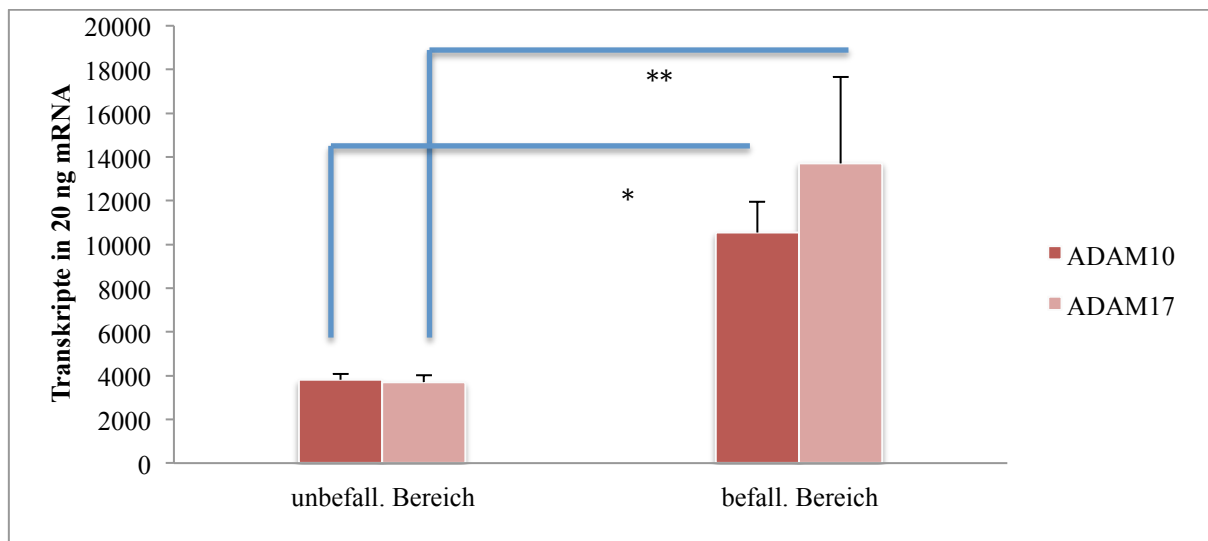 Transkripte in 20 ng mRNA
20000
18000
16000
14000
12000
10000
8000
6000
4000
2000
0
**
*
unbefall. Bereich
befall. Bereich
ADAM10
ADAM17